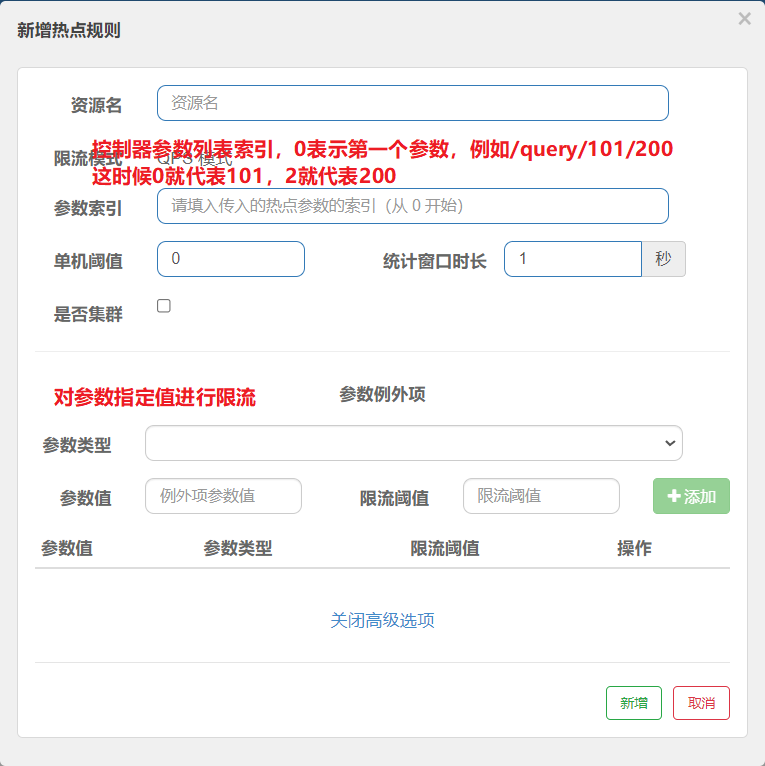 新增热点规则 ×
资源名 资源名
控制器参数列表索引，0表示第一个参数，例如/query/101/200
限流模式 QPS 模式
这时候0就代表101，2就代表200
参数索引 请填入传入的热点参数的索引（从 0 开始）
单机阈值 0 统计窗口时长 1 秒
是否集群
对参数指定值进行限流 参数例外项
参数类型
参数值 例外项参数值 限流阈值 限流阈值 +添加
参数值 参数类型 限流阈值 操作
关闭高级选项
新增 取消